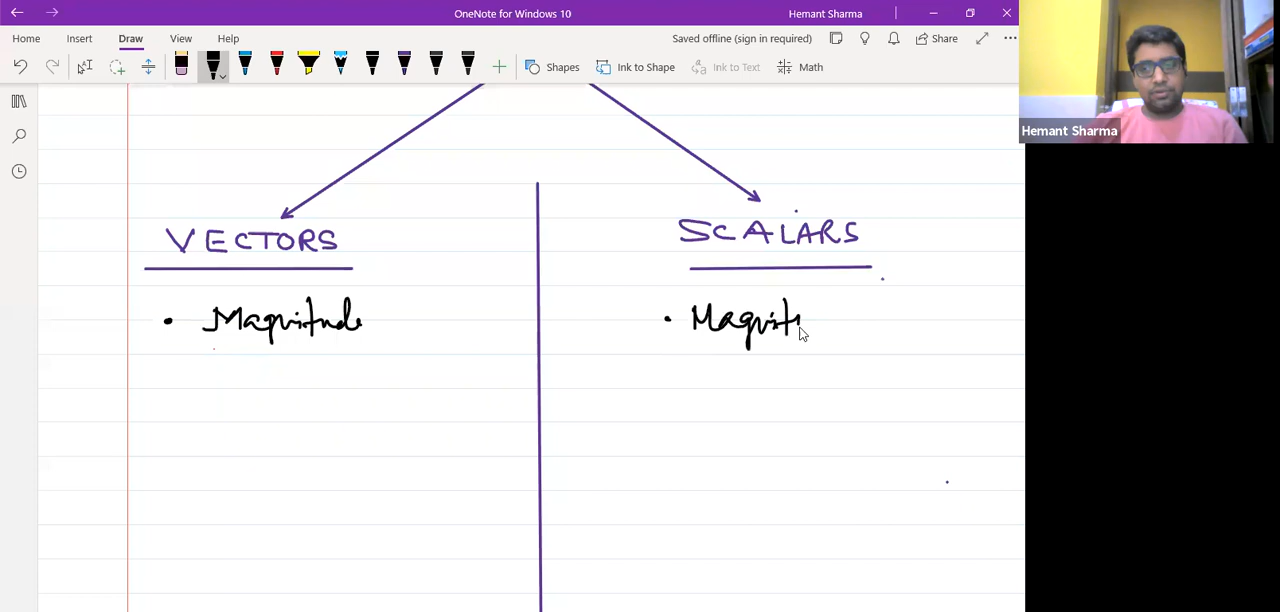 OneNote for Windows 10
Hemant Sharma
Home Insert Draw View Help
Saved offline (sign in required)
Share
Shapes
Ink to Shape
Ink to Text
Math
Hemant Sharma
VECTORS
SCALARS
• Magnitude
• Magnit